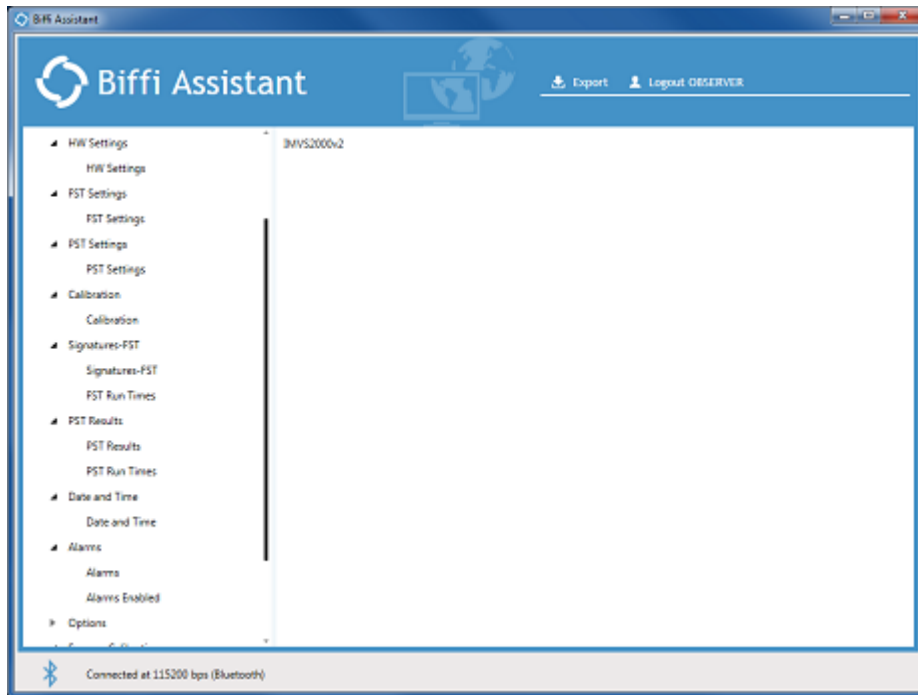 Biffi Assistant
Biffi Assistant
Export Logout OBSERVER
HW Settings
IMVS2000v2
HW Settings
FST Settings
FST Settings
PST Settings
PST Settings
Calibration
Calibration
Signatures-FST
Signatures-FST
FST Run Times
PST Results
PST Results
PST Run Times
Date and Time
Date and Time
Alarms
Alarms
Alarms Enabled
Options
Connected at 115200 bps (Bluetooth)